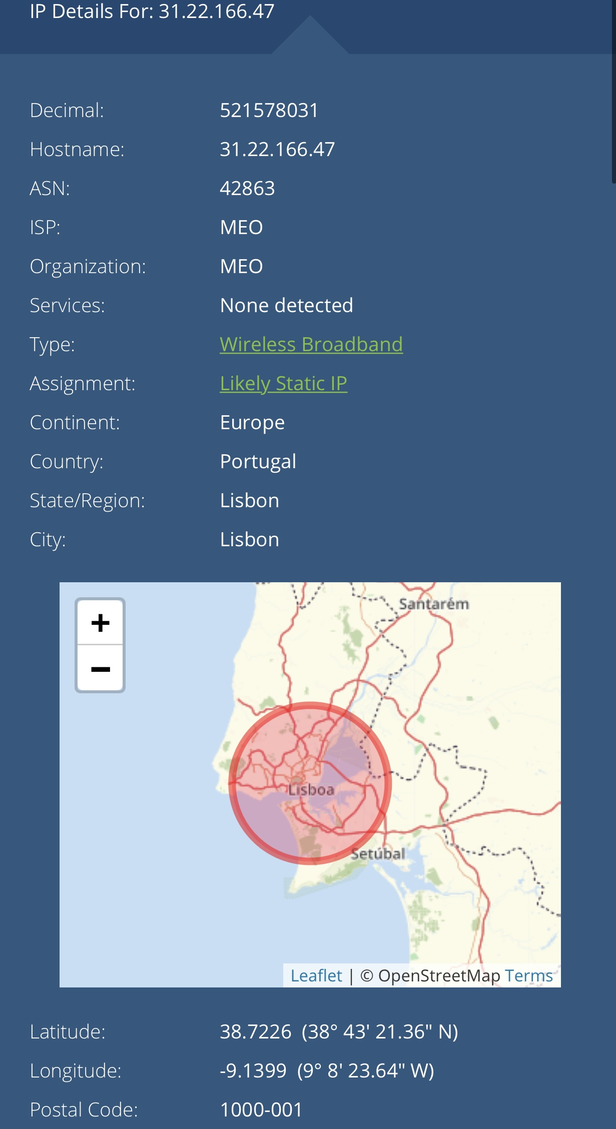 IP Details For: 31.22.166.47
Decimal: 521578031
Hostname: 31.22.166.47
ASN: 42863
ISP: MEO
Organization: MEO
Services: None detected
Type: Wireless Broadband
Assignment: Likely Static IP
Continent: Europe
Country: Portugal
State/Region: Lisbon
City: Lisbon
+
−
Santarém
Lisboa
Setúbal
Leaflet | © OpenStreetMap Terms
Latitude: 38.7226 (38° 43' 21.36" N)
Longitude: -9.1399 (9° 8' 23.64" W)
Postal Code: 1000-001